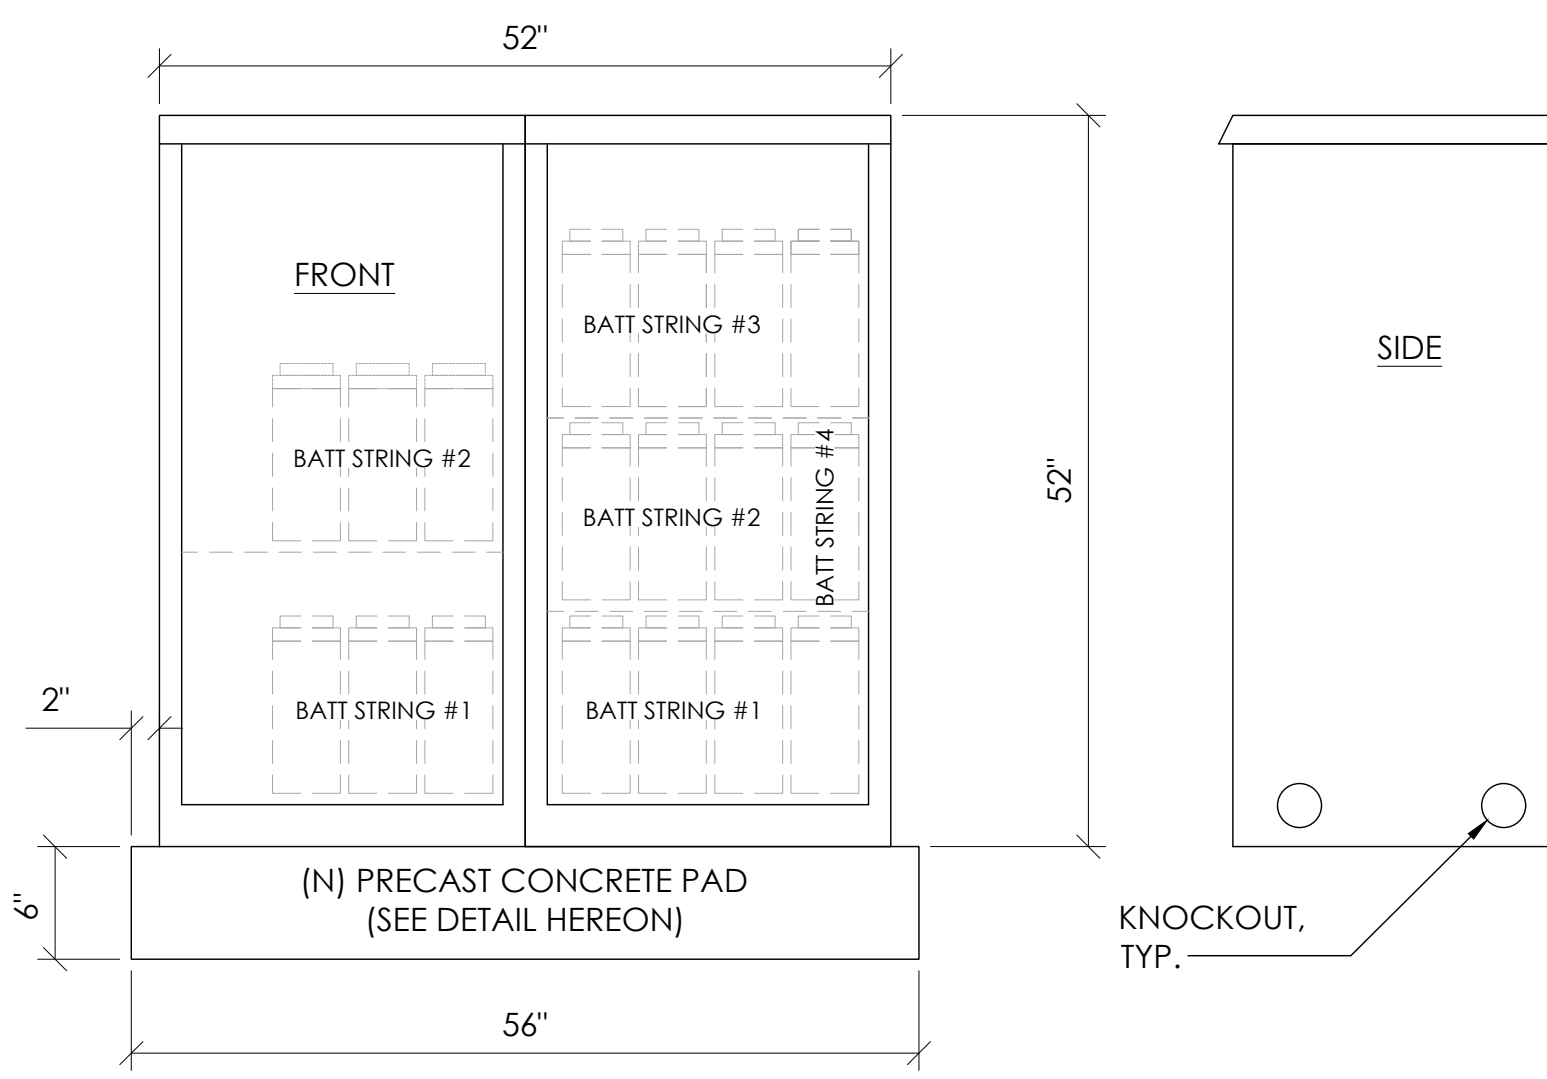 52"
FRONT
BATT STRING #3
SIDE
BATT STRING #2
BATT STRING #2
BATT STRING #4
52"
2"
BATT STRING #1
BATT STRING #1
6"
(N) PRECAST CONCRETE PAD
(SEE DETAIL HEREON)
KNOCKOUT,
TYP.
56"